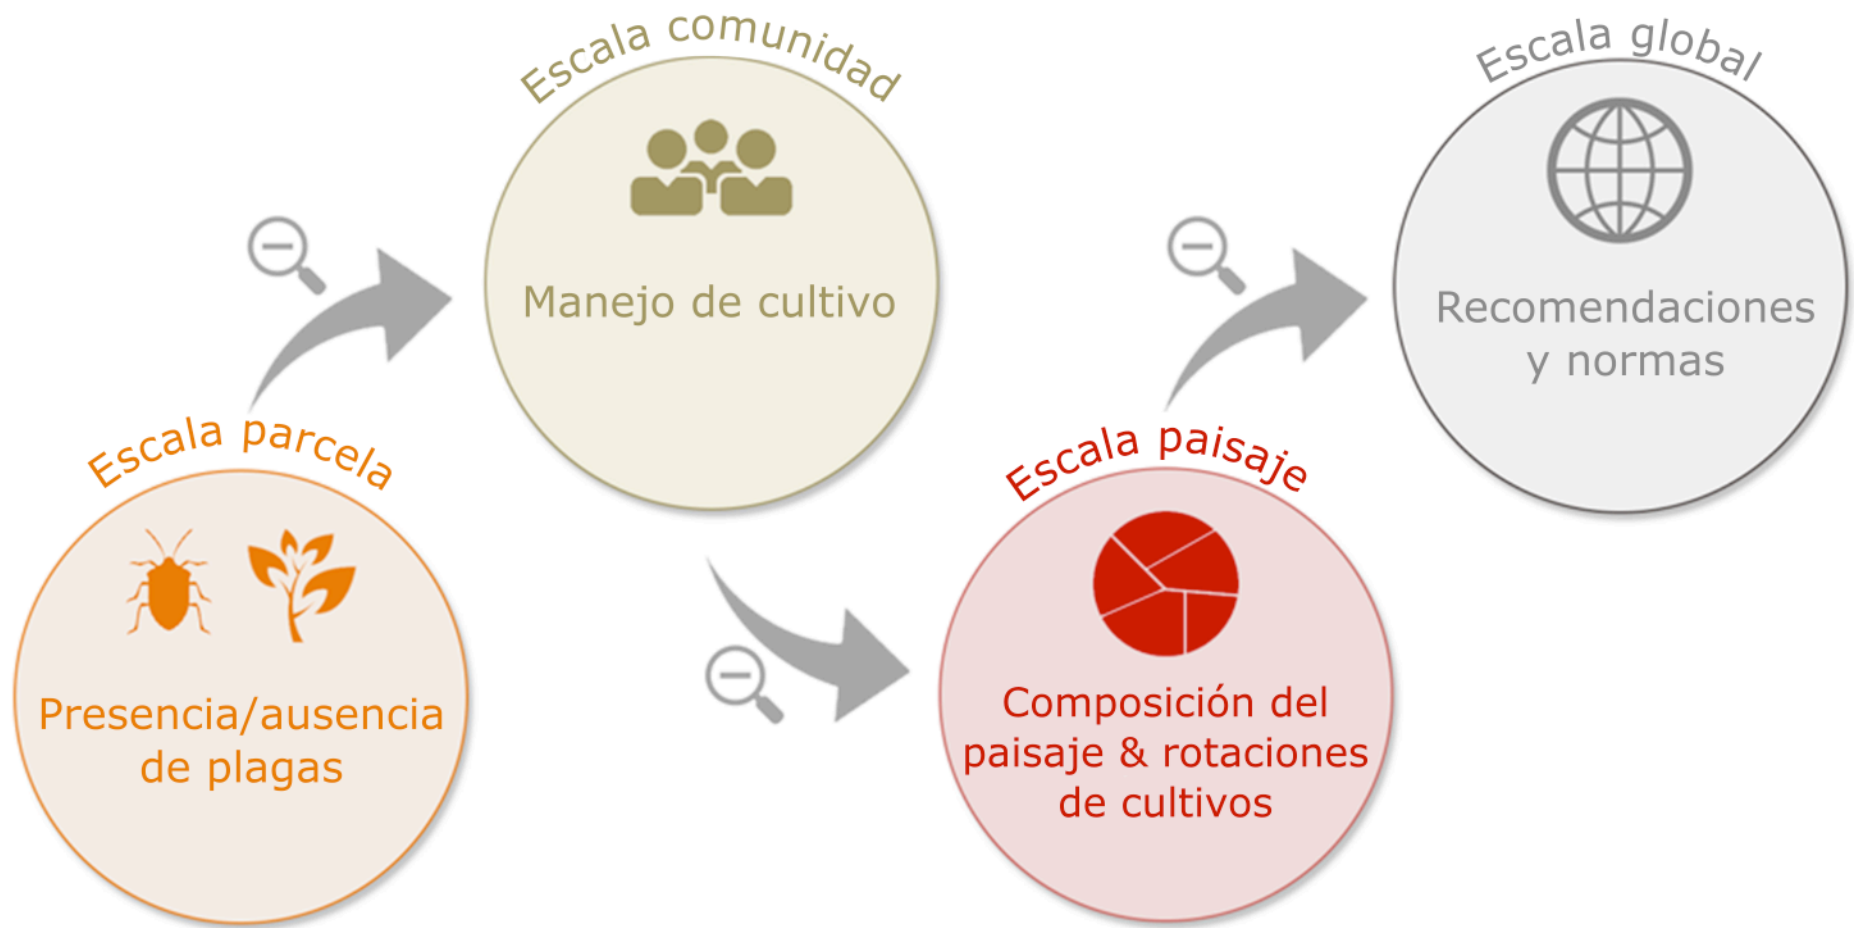 Escala parcela
Presencia/ausencia
de plagas
Escala comunidad
Manejo de cultivo
Escala paisaje
Composición del
paisaje & rotaciones
de cultivos
Escala global
Recomendaciones
y normas